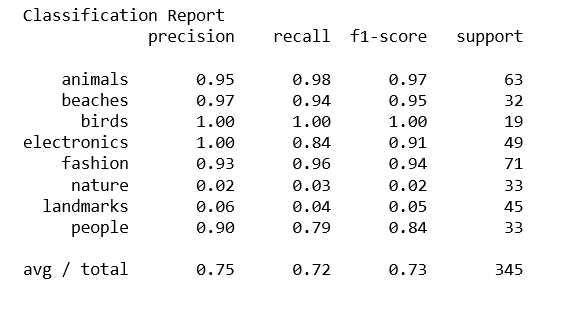 Classification Report
precision recall f1-score support
animals 0.95 0.98 0.97 63
beaches 0.97 0.94 0.95 32
birds 1.00 1.00 1.00 19
electronics 1.00 0.84 0.91 49
fashion 0.93 0.96 0.94 71
nature 0.02 0.03 0.02 33
landmarks 0.06 0.04 0.05 45
people 0.90 0.79 0.84 33
avg / total 0.75 0.72 0.73 345